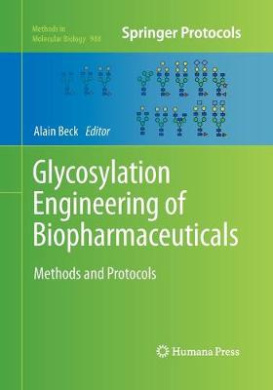 Methods in
Molecular Biology 988
Springer Protocols
Alain Beck Editor
Glycosylation
Engineering of
Biopharmaceuticals
Methods and Protocols
Humana Press